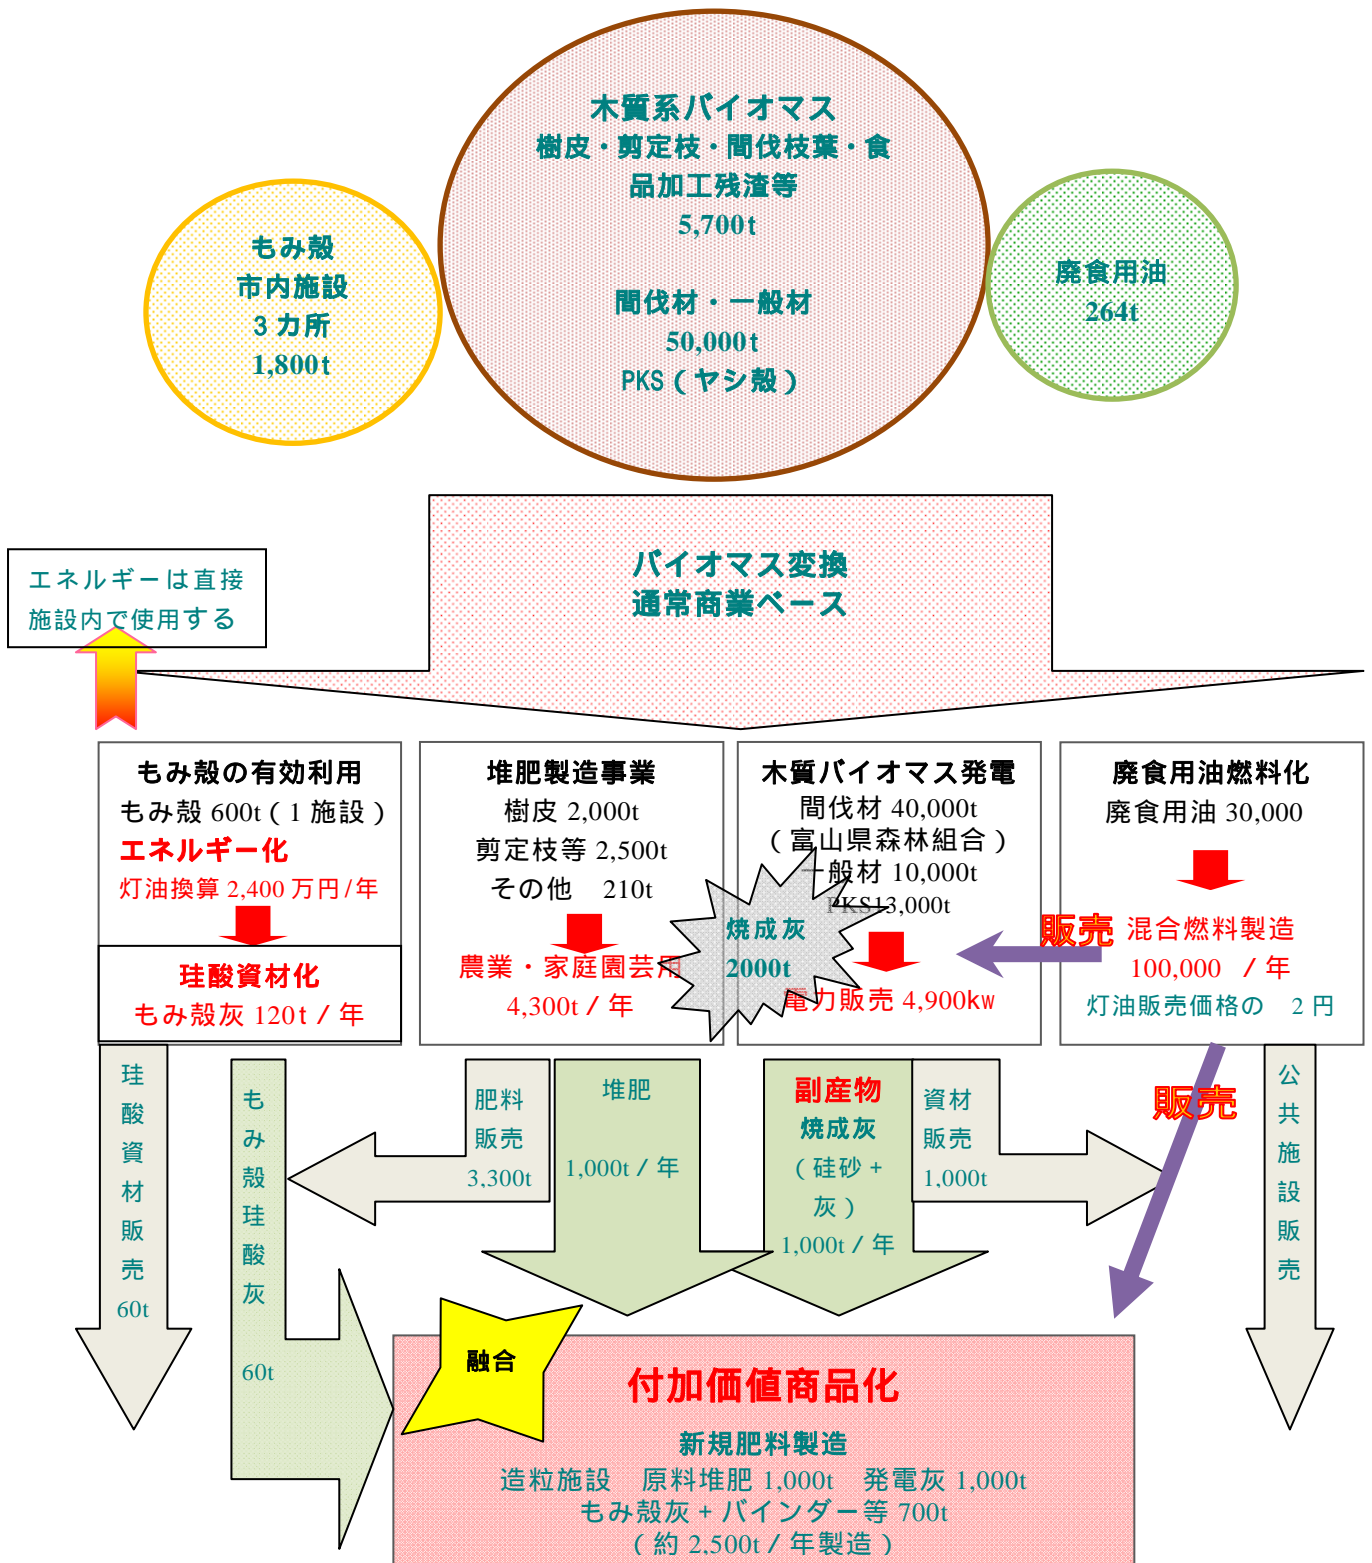 木質系バイオマス
樹皮・剪定枝・間伐枝葉・食
品加工残渣等
5,700t
間伐材・一般材
50,000t
PKS（ヤシ殻）
もみ殻
市内施設
3カ所
1,800t
廃食用油
264t
バイオマス変換
通常商業ベース
エネルギーは直接
施設内で使用する
もみ殻の有効利用
もみ殻 600t（1施設）
エネルギー化
灯油換算 2,400 万円/年
珪酸資材化
もみ殻灰 120t／年
堆肥製造事業
樹皮 2,000t
剪定枝等 2,500t
その他　210t
農業・家庭園芸用
4,300t／年
焼成灰
2000t
木質バイオマス発電
間伐材 40,000t
（富山県森林組合）
一般材 10,000t
PKS13,000t
電力販売 4,900kw
廃食用油燃料化
廃食用油 30,000
販売
混合燃料製造
100,000　／年
灯油販売価格の　2円
珪酸資材販売
60t
もみ殻珪酸灰
60t
肥料
販売
3,300t
堆肥
1,000t／年
副産物
焼成灰
（硅砂＋
灰）
1,000t／年
資材
販売
1,000t
販売
公共施設販売
融合
付加価値商品化
新規肥料製造
造粒施設　原料堆肥 1,000t　発電灰 1,000t
もみ殻灰＋バインダー等 700t
（約 2,500t／年製造）